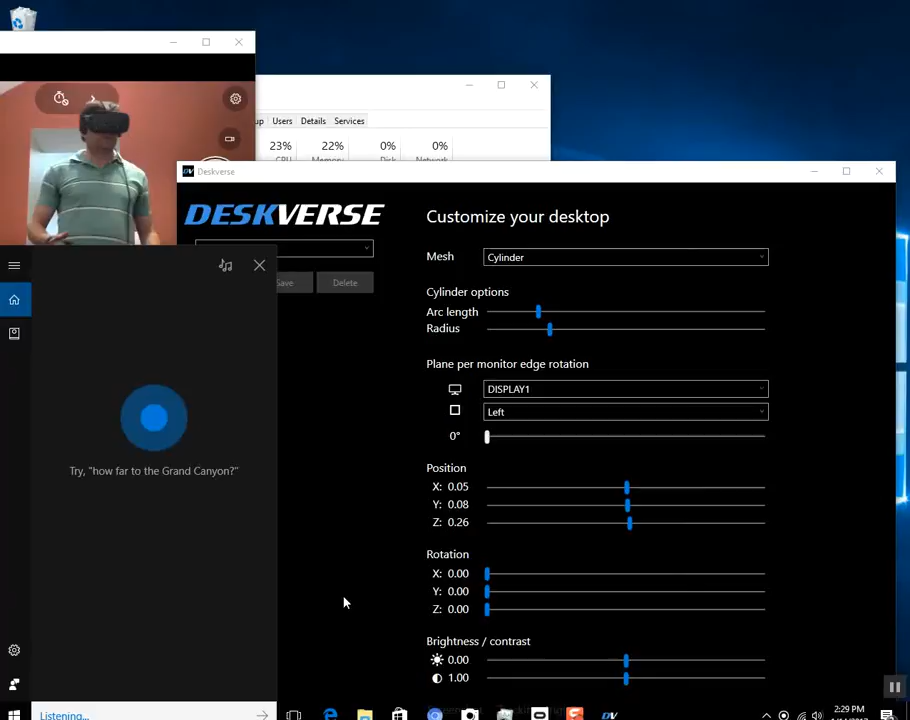 Users Details Services
23% 22% 0% 0%
CPU Memory Disk Network
DV Deskverse
DESKVERSE
Save Delete
Customize your desktop
Mesh Cylinder
Cylinder options
Arc length
Radius
Plane per monitor edge rotation
DISPLAY1
Left
0°
Position
X: 0.05
Y: 0.08
Z: 0.26
Rotation
X: 0.00
Y: 0.00
Z: 0.00
Brightness / contrast
0.00
1.00
Try, "how far to the Grand Canyon?"
Listening...
DV
2:29 PM